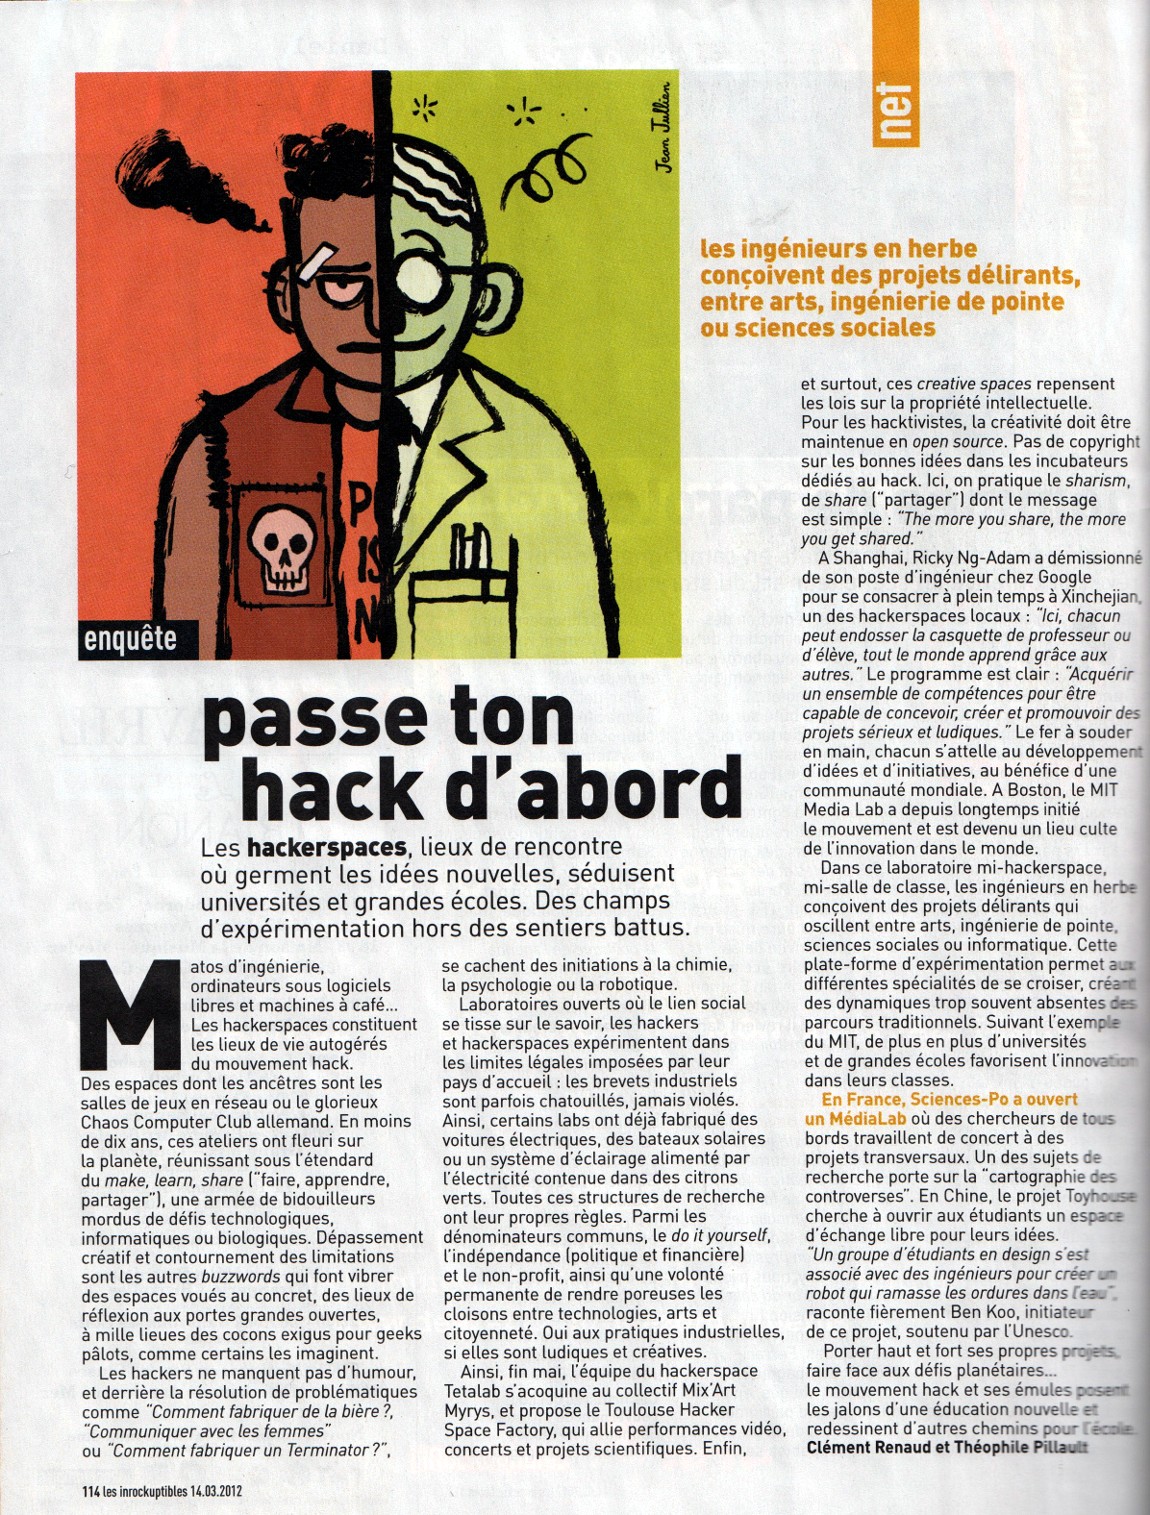 net
Jean Jullien
PU
IS
N
enquête
les ingénieurs en herbe
conçoivent des projets délirants,
entre arts, ingénierie de pointe
ou sciences sociales
passe ton
hack d'abord
Les hackerspaces, lieux de rencontre
où germent les idées nouvelles, séduisent
universités et grandes écoles. Des champs
d'expérimentation hors des sentiers battus.
Matos d'ingénierie,
ordinateurs sous logiciels
libres et machines à café...
Les hackerspaces constituent
les lieux de vie autogérés
du mouvement hack.
Des espaces dont les ancêtres sont les
salles de jeux en réseau ou le glorieux
Chaos Computer Club allemand. En moins
de dix ans, ces ateliers ont fleuri sur
la planète, réunissant sous l'étendard
du make, learn, share ("faire, apprendre,
partager"), une armée de bidouilleurs
mordus de défis technologiques,
informatiques ou biologiques. Dépassement
créatif et contournement des limitations
sont les autres buzzwords qui font vibrer
des espaces voués au concret, des lieux de
réflexion aux portes grandes ouvertes,
à mille lieues des cocons exigus pour geeks
pâlots, comme certains les imaginent.
Les hackers ne manquent pas d'humour,
et derrière la résolution de problématiques
comme "Comment fabriquer de la bière ?,
"Communiquer avec les femmes"
ou "Comment fabriquer un Terminator ?",
se cachent des initiations à la chimie,
la psychologie ou la robotique.
Laboratoires ouverts où le lien social
se tisse sur le savoir, les hackers
et hackerspaces expérimentent dans
les limites légales imposées par leur
pays d'accueil : les brevets industriels
sont parfois chatouillés, jamais violés.
Ainsi, certains labs ont déjà fabriqué des
voitures électriques, des bateaux solaires
ou un système d'éclairage alimenté par
l'électricité contenue dans des citrons
verts. Toutes ces structures de recherche
ont leur propres règles. Parmi les
dénominateurs communs, le do it yourself,
l'indépendance (politique et financière)
et le non-profit, ainsi qu'une volonté
permanente de rendre poreuses les
cloisons entre technologies, arts et
citoyenneté. Oui aux pratiques industrielles,
si elles sont ludiques et créatives.
Ainsi, fin mai, l'équipe du hackerspace
Tetalab s'acoquine au collectif Mix'Art
Myrys, et propose le Toulouse Hacker
Space Factory, qui allie performances vidéo,
concerts et projets scientifiques. Enfin,
et surtout, ces creative spaces repensent
les lois sur la propriété intellectuelle.
Pour les hacktivistes, la créativité doit être
maintenue en open source. Pas de copyright
sur les bonnes idées dans les incubateurs
dédiés au hack. Ici, on pratique le sharism,
de share ("partager") dont le message
est simple : "The more you share, the more
you get shared."
A Shanghai, Ricky Ng-Adam a démissionné
de son poste d'ingénieur chez Google
pour se consacrer à plein temps à Xinchejian,
un des hackerspaces locaux : "Ici, chacun
peut endosser la casquette de professeur ou
d'élève, tout le monde apprend grâce aux
autres." Le programme est clair : "Acquérir
un ensemble de compétences pour être
capable de concevoir, créer et promouvoir des
projets sérieux et ludiques." Le fer à souder
en main, chacun s'attelle au développement
d'idées et d'initiatives, au bénéfice d'une
communauté mondiale. A Boston, le MIT
Media Lab a depuis longtemps initié
le mouvement et est devenu un lieu culte
de l'innovation dans le monde.
Dans ce laboratoire mi-hackerspace,
mi-salle de classe, les ingénieurs en herbe
conçoivent des projets délirants qui
oscillent entre arts, ingénierie de pointe,
sciences sociales ou informatique. Cette
plate-forme d'expérimentation permet aux
différentes spécialités de se croiser, créant
des dynamiques trop souvent absentes des
parcours traditionnels. Suivant l'exemple
du MIT, de plus en plus d'universités
et de grandes écoles favorisent l'innovation
dans leurs classes.
En France, Sciences-Po a ouvert
un MédiaLab où des chercheurs de tous
bords travaillent de concert à des
projets transversaux. Un des sujets de
recherche porte sur la "cartographie des
controverses". En Chine, le projet Toyhouse
cherche à ouvrir aux étudiants un espace
d'échange libre pour leurs idées.
"Un groupe d'étudiants en design s'est
associé avec des ingénieurs pour créer un
robot qui ramasse les ordures dans l'eau",
raconte fièrement Ben Koo, initiateur
de ce projet, soutenu par l'Unesco.
Porter haut et fort ses propres projets,
faire face aux défis planétaires...
le mouvement hack et ses émules posent
les jalons d'une éducation nouvelle et
redessinent d'autres chemins pour l'école.
Clément Renaud et Théophile Pillault
114 les inrockuptibles 14.03.2012